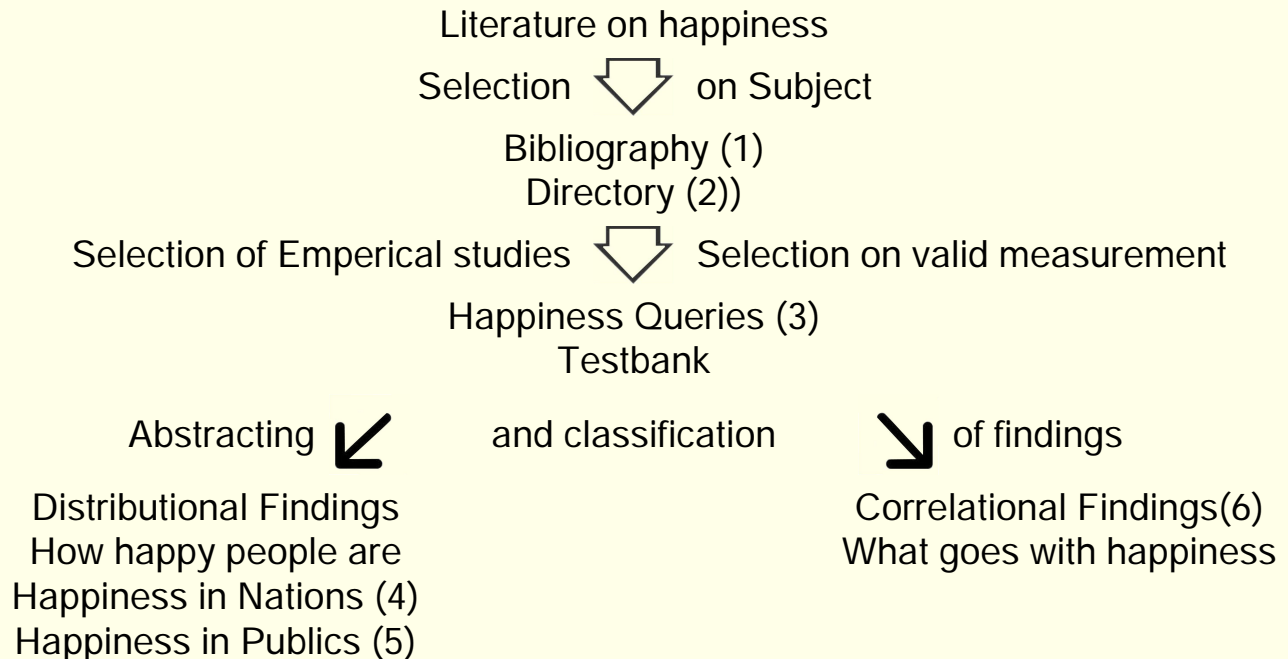 Literature on happiness
Selection on Subject
Bibliography (1)
Directory (2))
Selection of Emperical studies Selection on valid measurement
Happiness Queries (3)
Testbank
Abstracting and classification of findings
Distributional Findings
How happy people are
Happiness in Nations (4)
Happiness in Publics (5)
Correlational Findings(6)
What goes with happiness